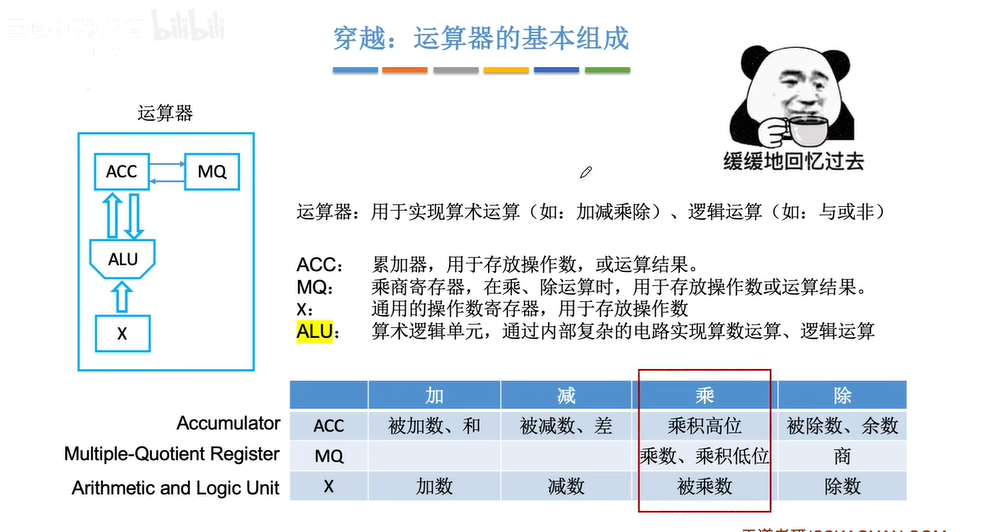 bilibili
穿越：运算器的基本组成
缓缓地回忆过去
运算器
ACC
MQ
ALU
X
运算器：用于实现算术运算（如：加减乘除）、逻辑运算（如：与或非）
ACC： 累加器，用于存放操作数，或运算结果。
MQ： 乘商寄存器，在乘、除运算时，用于存放操作数或运算结果。
X： 通用的操作数寄存器，用于存放操作数
ALU： 算术逻辑单元，通过内部复杂的电路实现算数运算、逻辑运算
加 减 乘 除
Accumulator ACC 被加数、和 被减数、差 乘积高位 被除数、余数
Multiple-Quotient Register MQ 乘数、乘积低位 商
Arithmetic and Logic Unit X 加数 减数 被乘数 除数